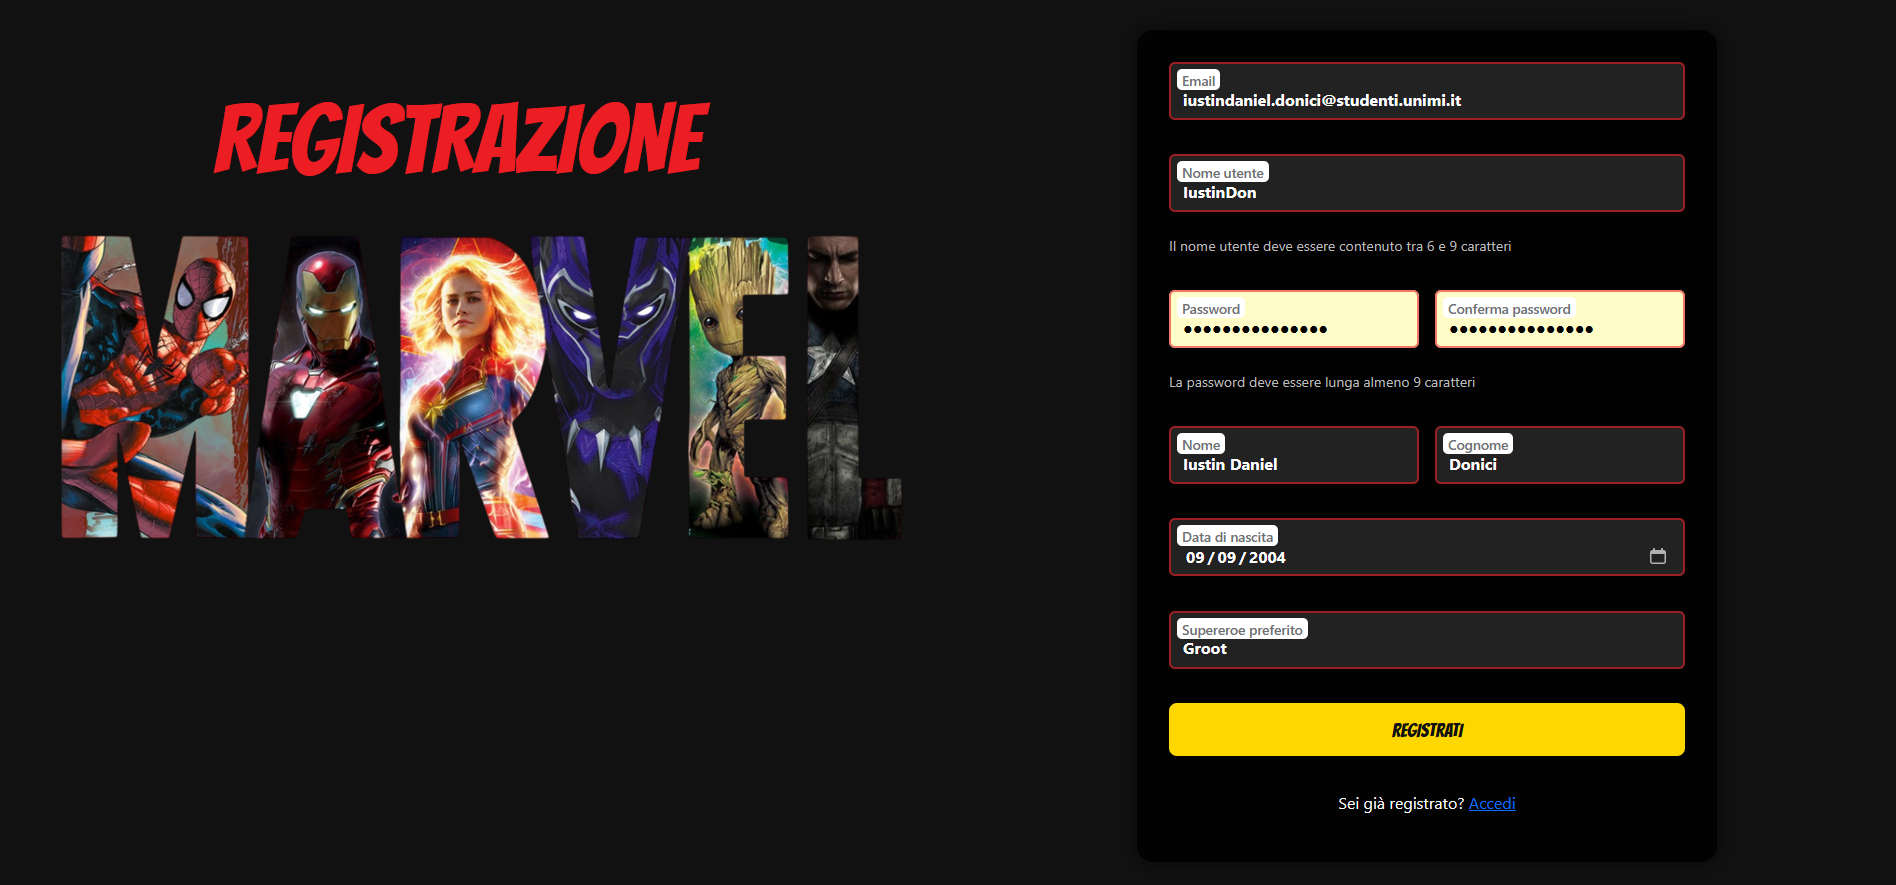 REGISTRAZIONE
MARVEL
Email
iustindaniel.donici@studenti.unimi.it
Nome utente
IustinDon
Il nome utente deve essere contenuto tra 6 e 9 caratteri
Password Conferma password
••••••••••••••• •••••••••••••••
La password deve essere lunga almeno 9 caratteri
Nome Cognome
Iustin Daniel Donici
Data di nascita
09/09/2004
Supereroe preferito
Groot
REGISTRATI
Sei già registrato? Accedi